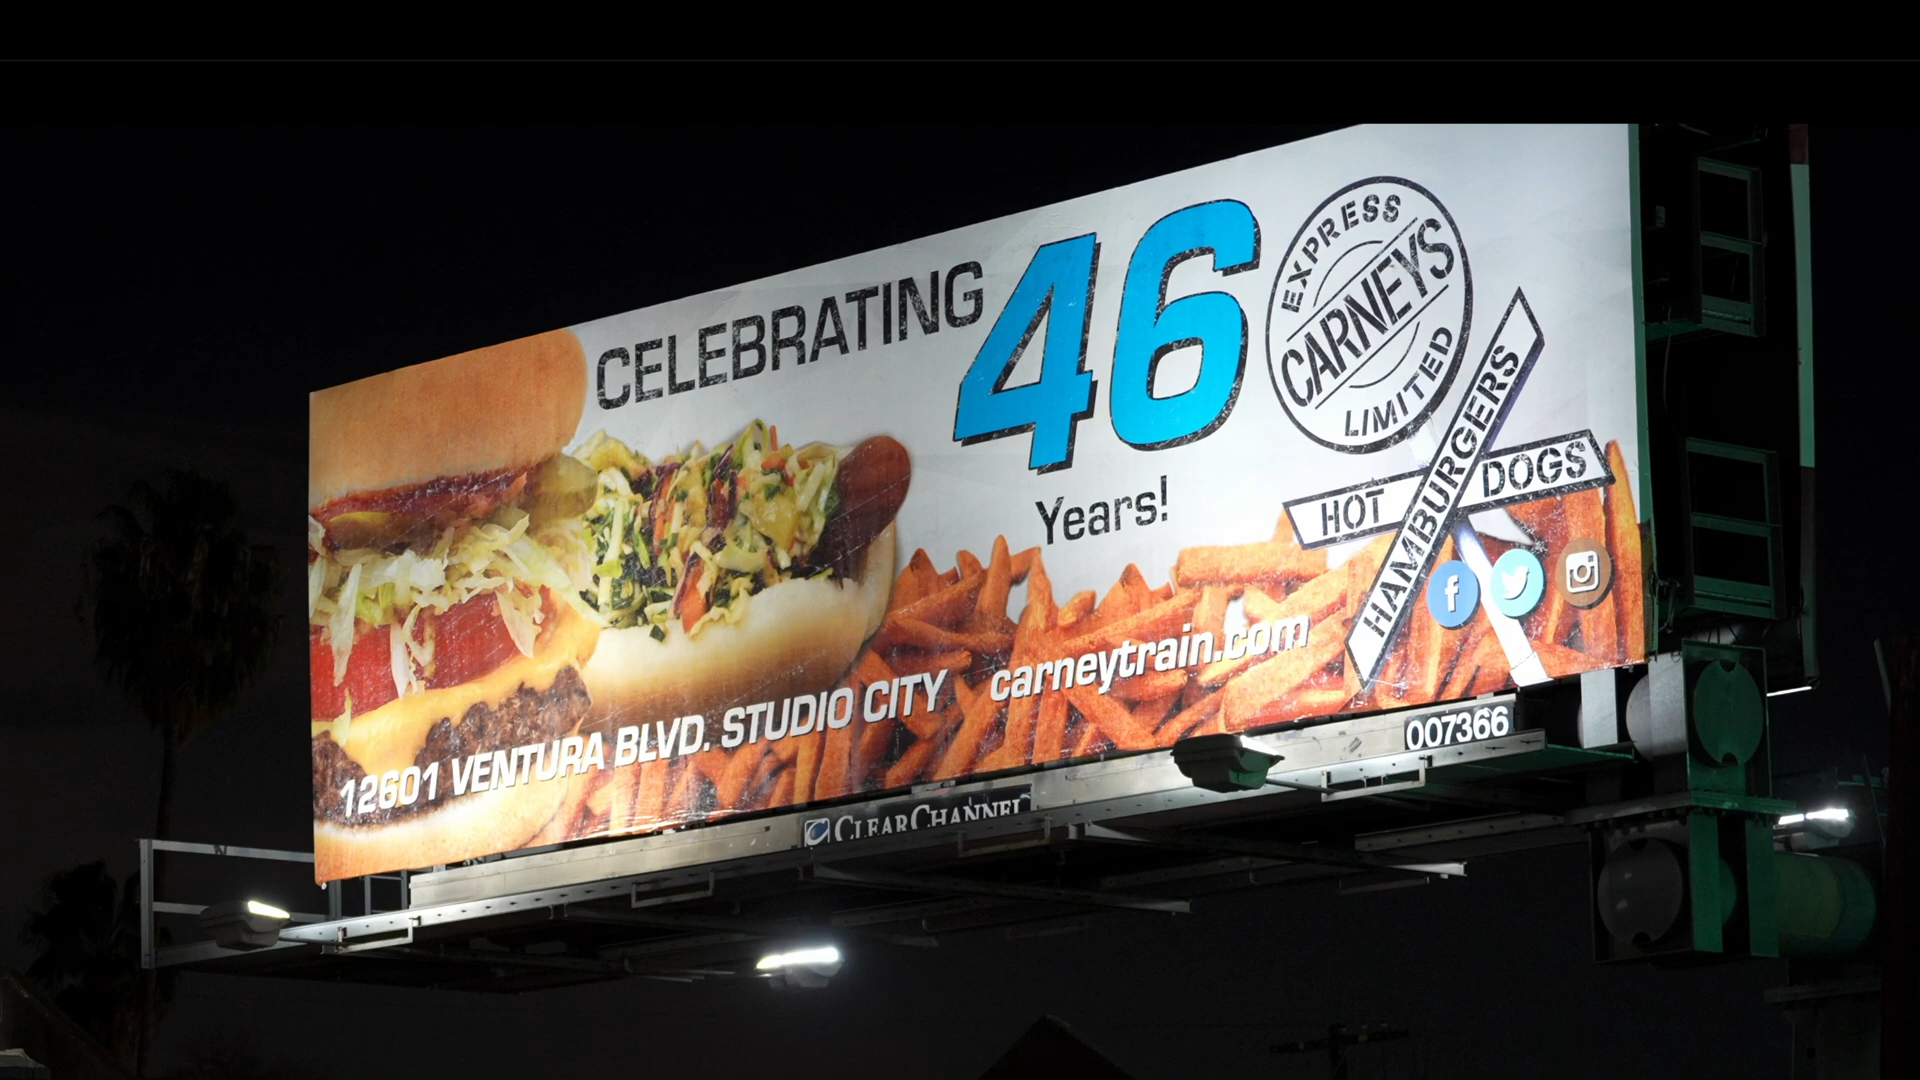 CELEBRATING
46
Years!
EXPRESS
CARNEYS
LIMITED
HOT DOGS
HAMBURGERS
f
12601 VENTURA BLVD. STUDIO CITY
carneytrain.com
007366
CLEARCHANNEL